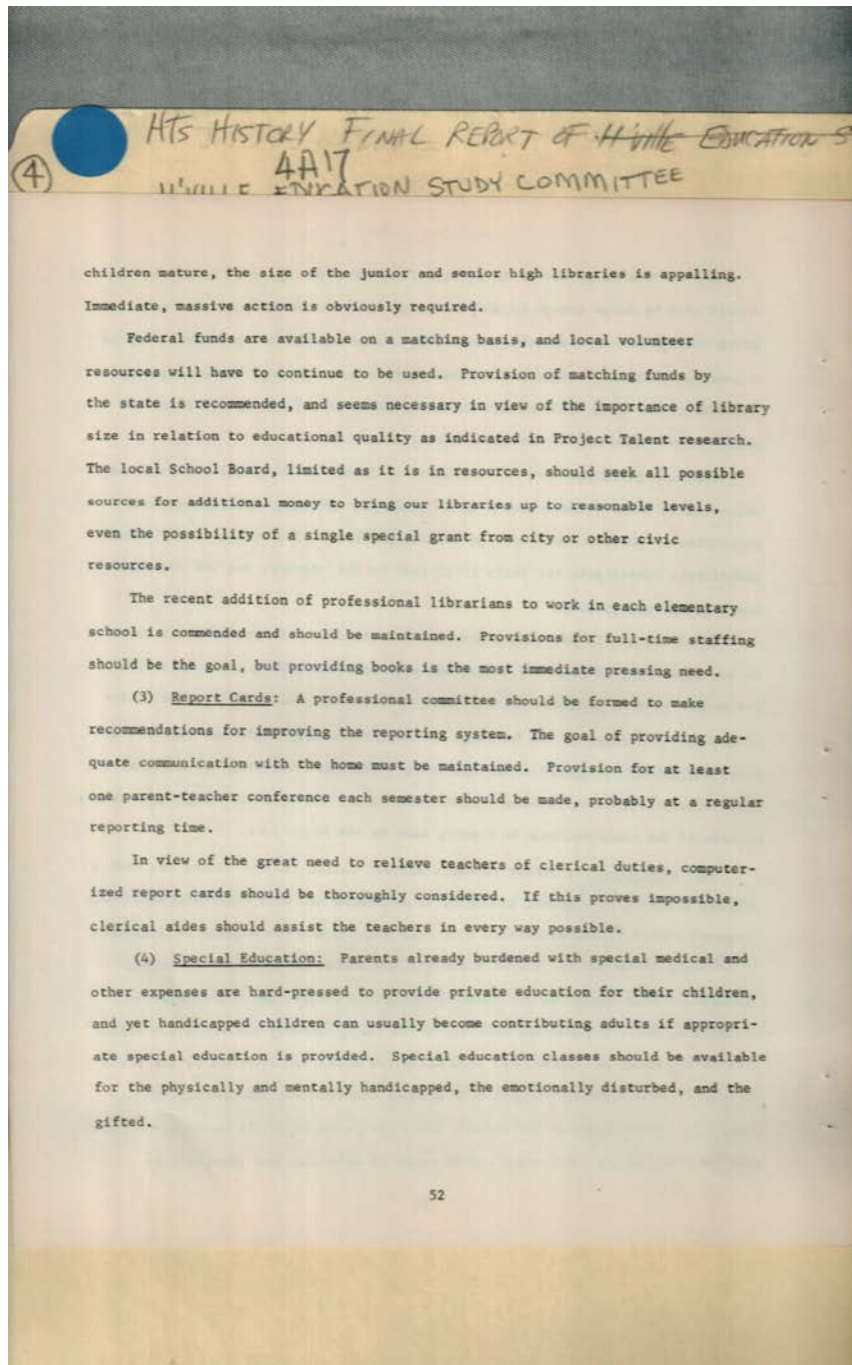 HTS HISTORY FINAL REPORT OF H'ville EDUCATION S
4 4A17
H'VILLE EDUCATION STUDY COMMITTEE
children mature, the size of the junior and senior high libraries is appalling.
Immediate, massive action is obviously required.
Federal funds are available on a matching basis, and local volunteer
resources will have to continue to be used. Provision of matching funds by
the state is recommended, and seems necessary in view of the importance of library
size in relation to educational quality as indicated in Project Talent research.
The local School Board, limited as it is in resources, should seek all possible
sources for additional money to bring our libraries up to reasonable levels,
even the possibility of a single special grant from city or other civic
resources.
The recent addition of professional librarians to work in each elementary
school is commended and should be maintained. Provisions for full-time staffing
should be the goal, but providing books is the most immediate pressing need.
(3) Report Cards: A professional committee should be formed to make
recommendations for improving the reporting system. The goal of providing ade-
quate communication with the home must be maintained. Provision for at least
one parent-teacher conference each semester should be made, probably at a regular
reporting time.
In view of the great need to relieve teachers of clerical duties, computer-
ized report cards should be thoroughly considered. If this proves impossible,
clerical aides should assist the teachers in every way possible.
(4) Special Education: Parents already burdened with special medical and
other expenses are hard-pressed to provide private education for their children,
and yet handicapped children can usually become contributing adults if appropri-
ate special education is provided. Special education classes should be available
for the physically and mentally handicapped, the emotionally disturbed, and the
gifted.
52